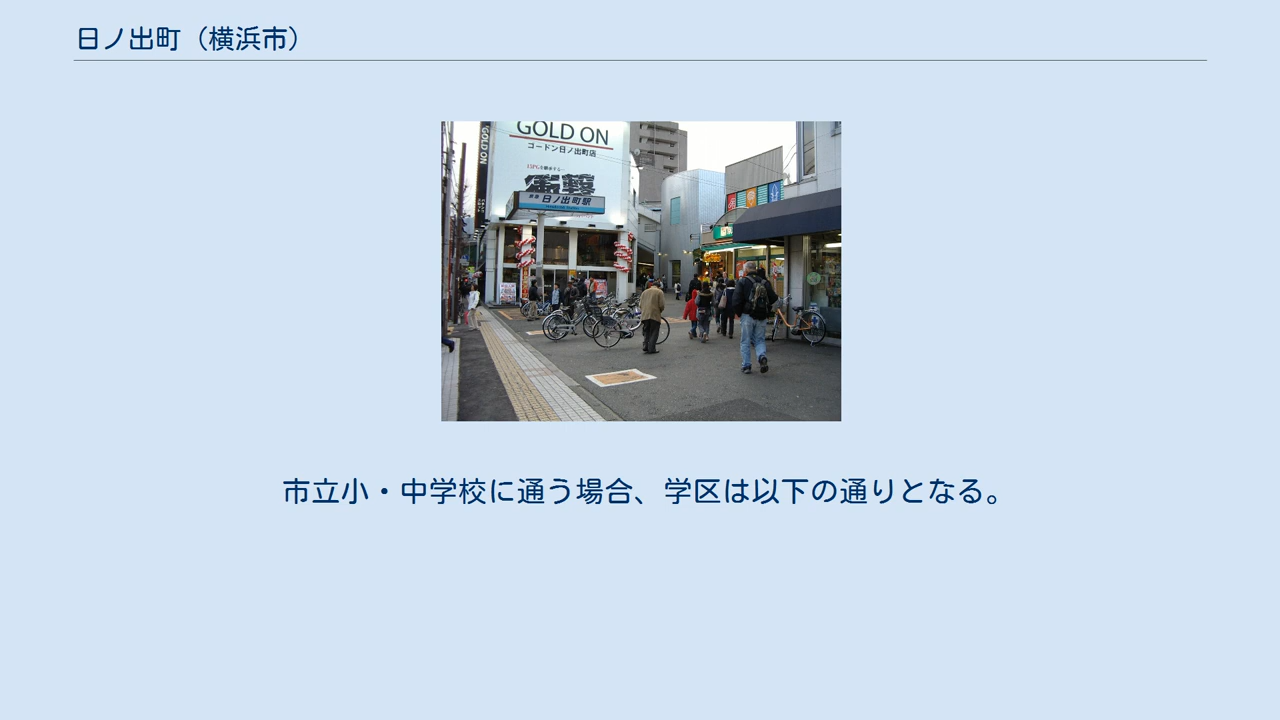 日ノ出町（横浜市）
GOLD ON
ゴードン日ノ出町店
GOLD ON
日ノ出町駅
市立小・中学校に通う場合、学区は以下の通りとなる。